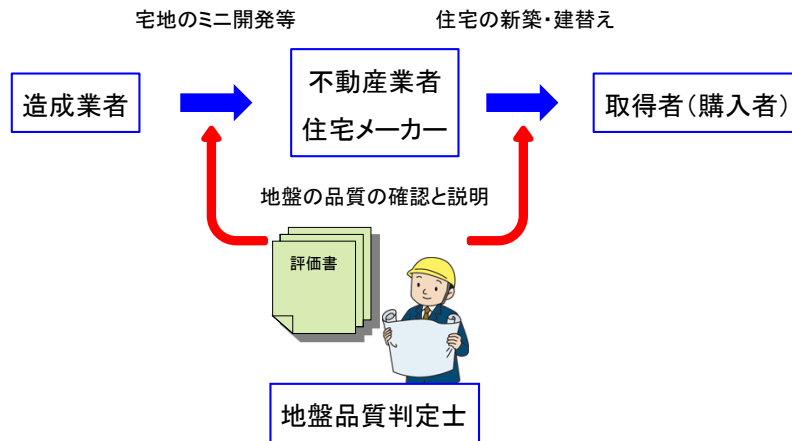 宅地のミニ開発等
住宅の新築・建替え
造成業者
不動産業者
住宅メーカー
取得者(購入者)
地盤の品質の確認と説明
評価書
地盤品質判定士